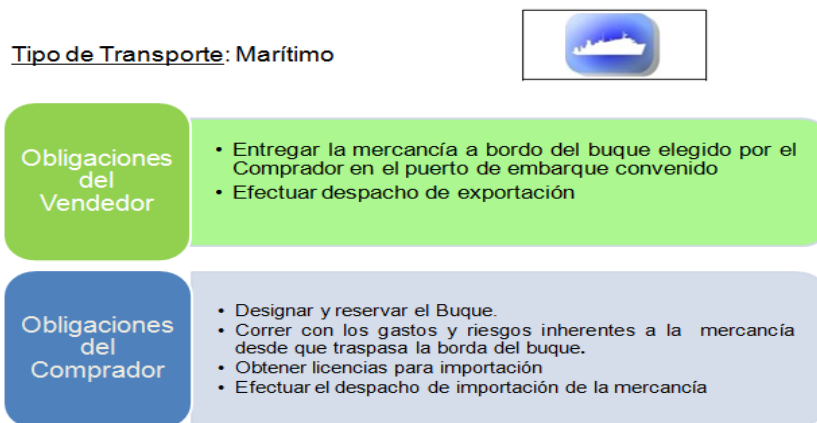 Tipo de Transporte: Marítimo
Obligaciones
del
Vendedor
• Entregar la mercancía a bordo del buque elegido por el
Comprador en el puerto de embarque convenido
• Efectuar despacho de exportación
Obligaciones
del
Comprador
• Designar y reservar el Buque.
• Correr con los gastos y riesgos inherentes a la mercancía
desde que traspasa la borda del buque.
• Obtener licencias para importación
• Efectuar el despacho de importación de la mercancía